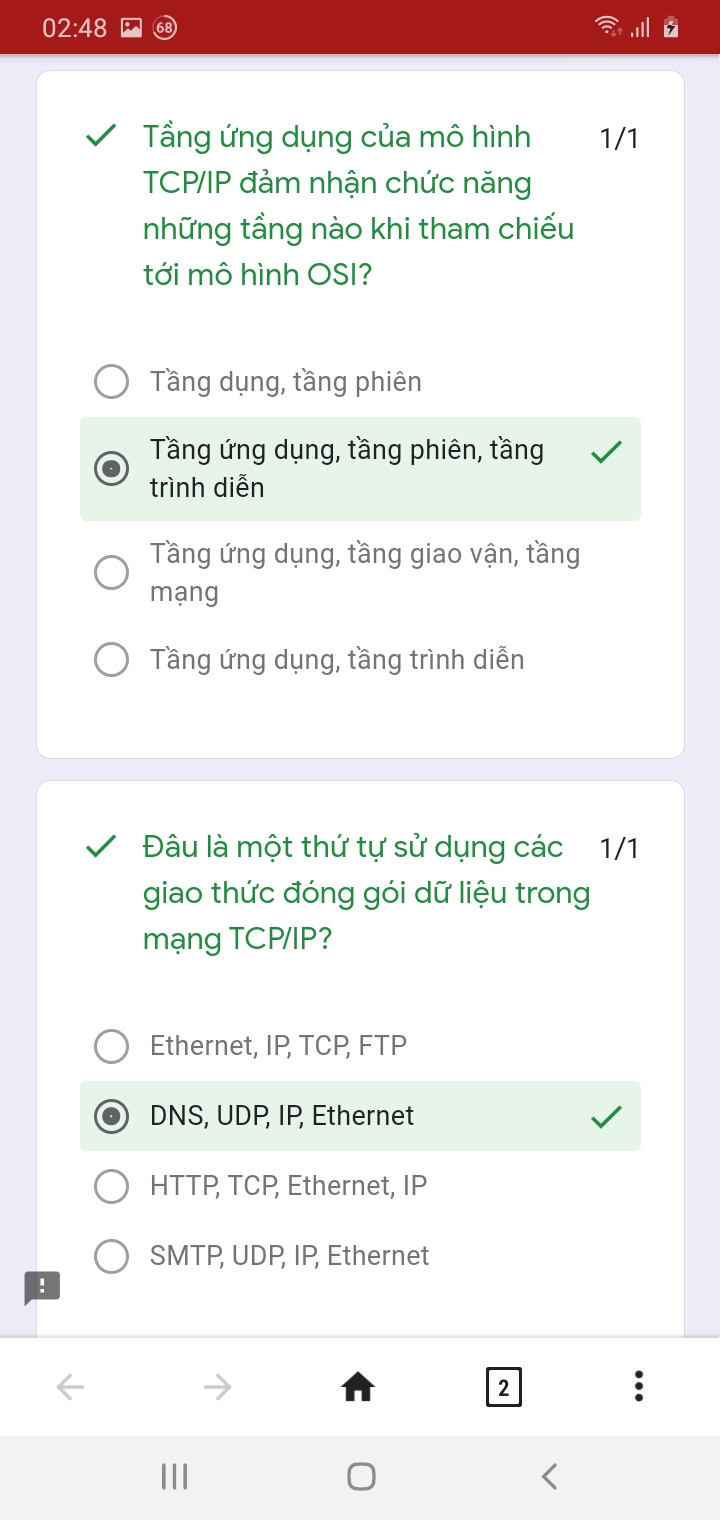 02:48 68
Tầng ứng dụng của mô hình 1/1
TCP/IP đảm nhận chức năng
những tầng nào khi tham chiếu
tới mô hình OSI?
Tầng dụng, tầng phiên
Tầng ứng dụng, tầng phiên, tầng
trình diễn
Tầng ứng dụng, tầng giao vận, tầng
mạng
Tầng ứng dụng, tầng trình diễn
Đâu là một thứ tự sử dụng các 1/1
giao thức đóng gói dữ liệu trong
mạng TCP/IP?
Ethernet, IP, TCP, FTP
DNS, UDP, IP, Ethernet
HTTP, TCP, Ethernet, IP
SMTP, UDP, IP, Ethernet
2